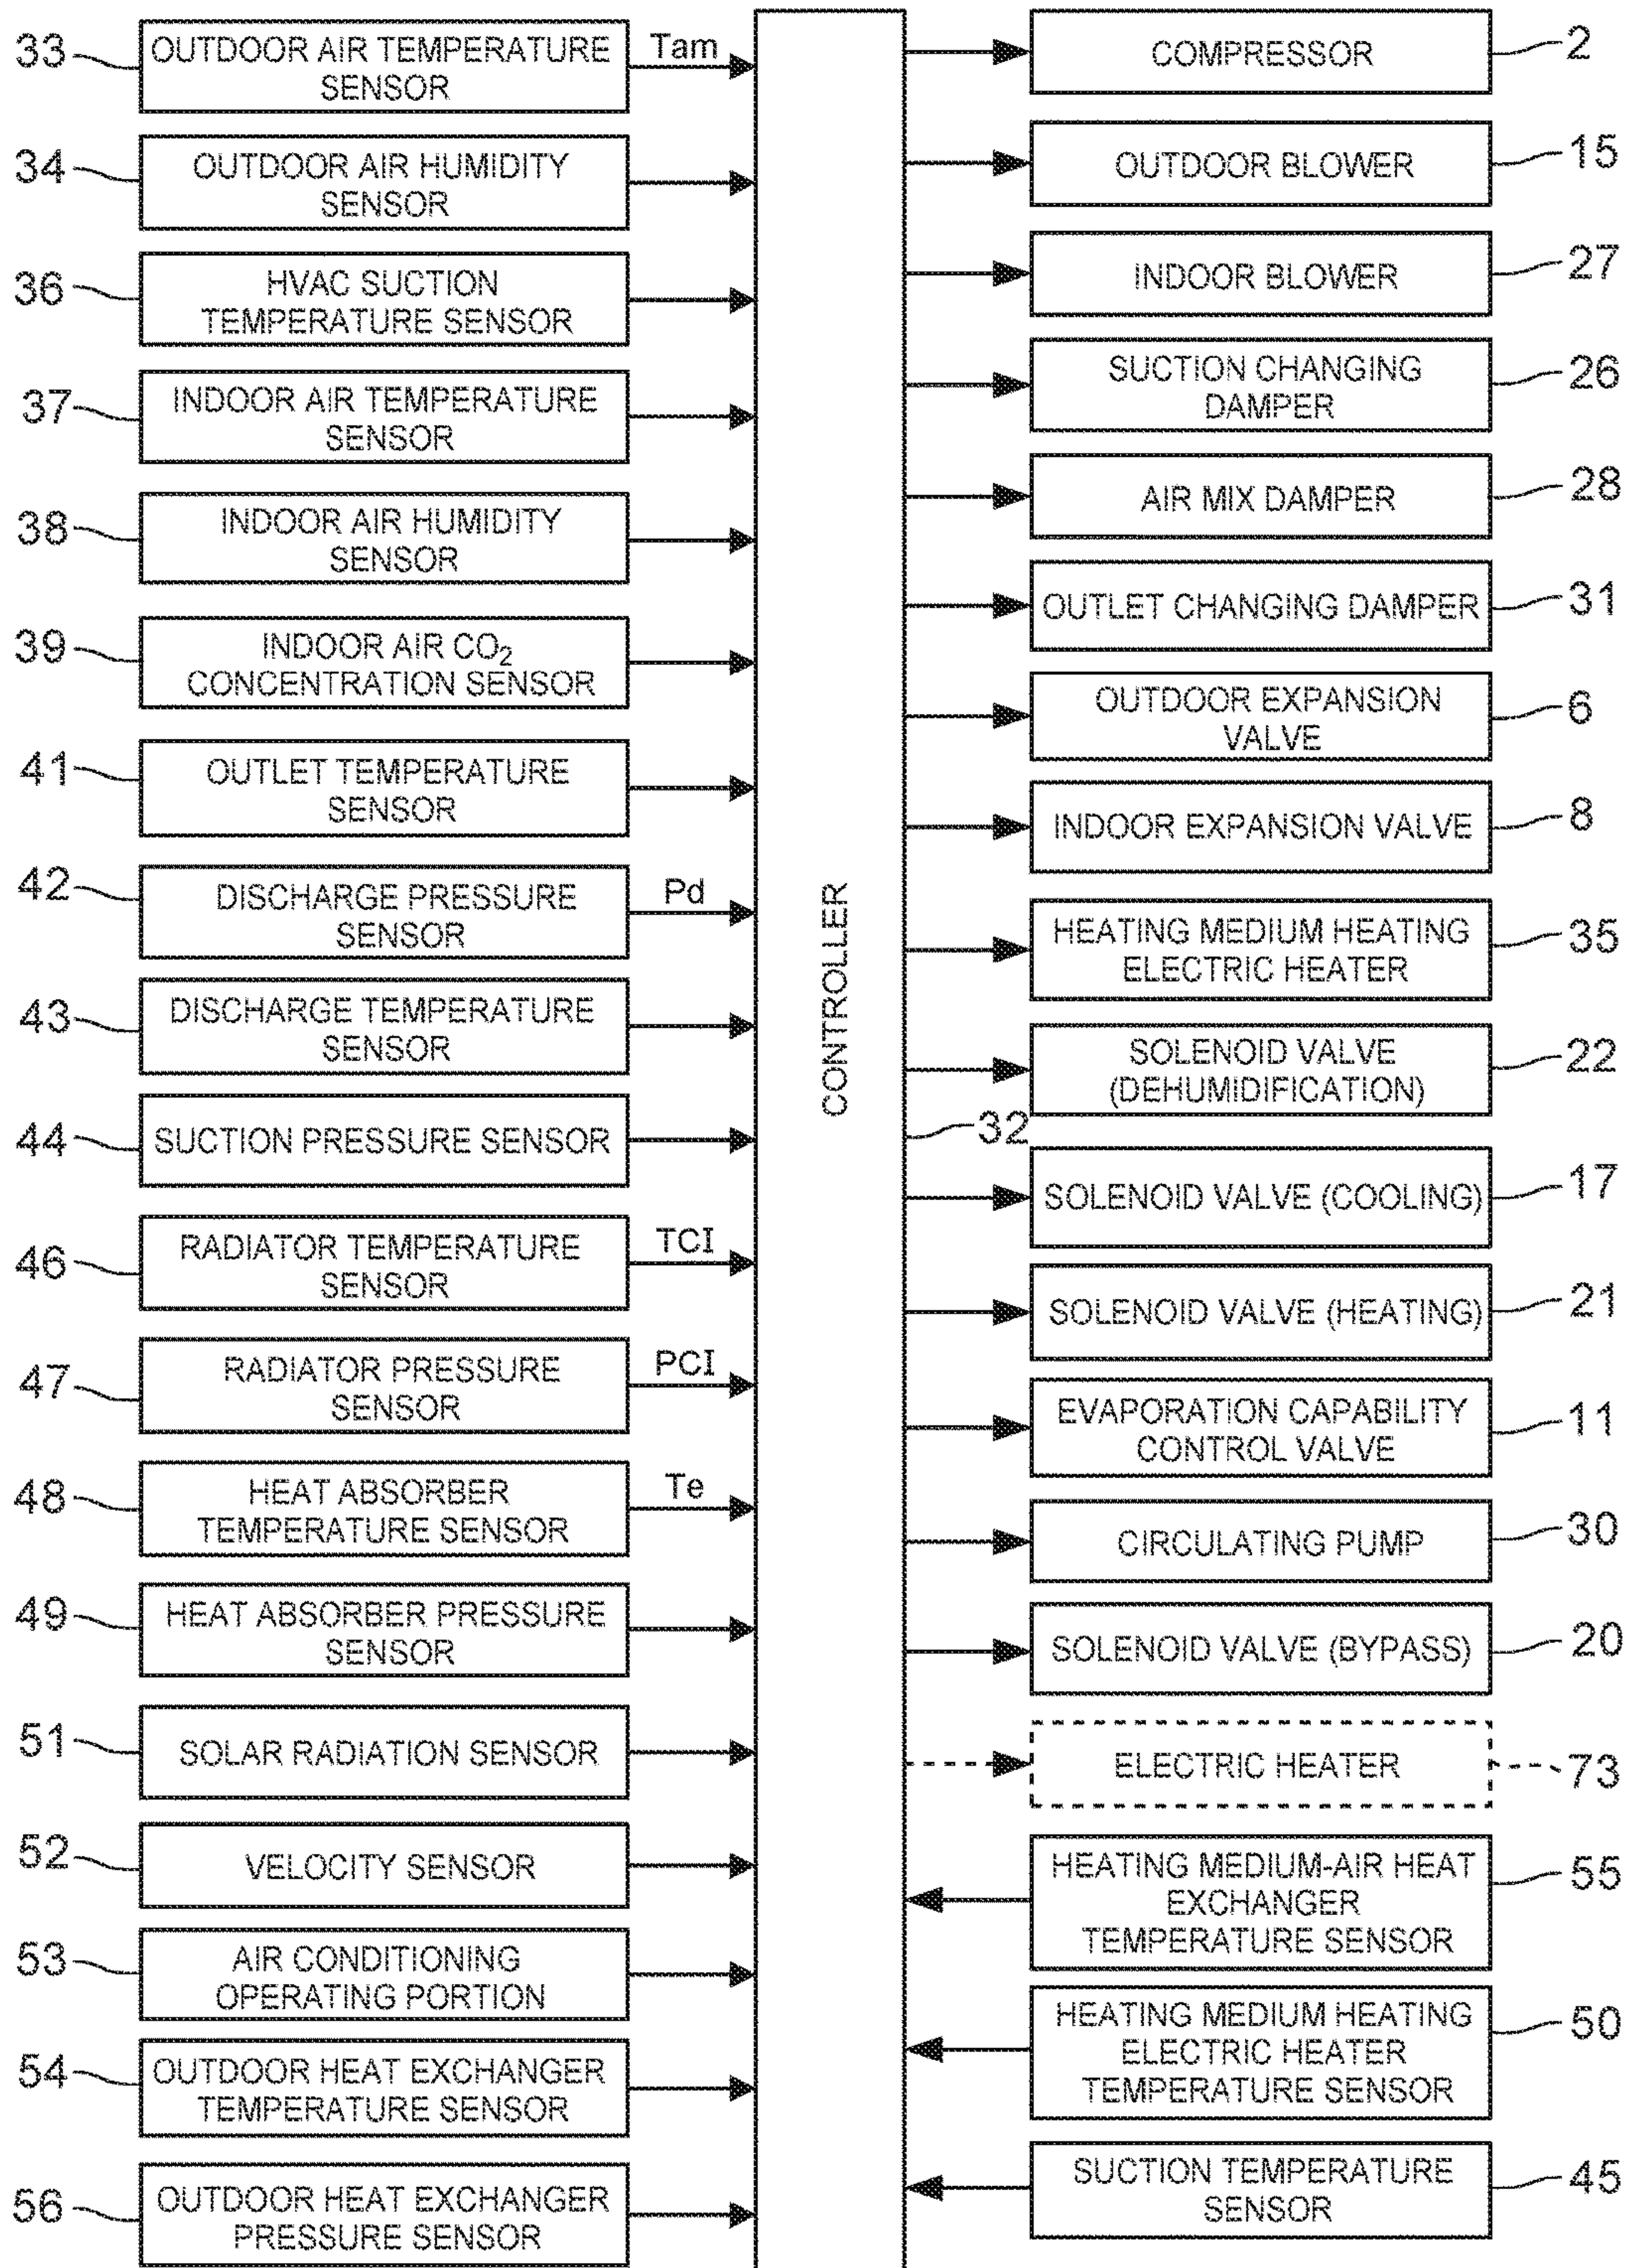 33
OUTDOOR AIR TEMPERATURE
SENSOR
Tam
34
OUTDOOR AIR HUMIDITY
SENSOR
36
HVAC SUCTION
TEMPERATURE SENSOR
37
INDOOR AIR TEMPERATURE
SENSOR
38
INDOOR AIR HUMIDITY
SENSOR
39
INDOOR AIR CO₂
CONCENTRATION SENSOR
41
OUTLET TEMPERATURE
SENSOR
42
DISCHARGE PRESSURE
SENSOR
Pd
43
DISCHARGE TEMPERATURE
SENSOR
44
SUCTION PRESSURE SENSOR
46
RADIATOR TEMPERATURE
SENSOR
TCI
47
RADIATOR PRESSURE
SENSOR
PCI
48
HEAT ABSORBER
TEMPERATURE SENSOR
Te
49
HEAT ABSORBER PRESSURE
SENSOR
51
SOLAR RADIATION SENSOR
52
VELOCITY SENSOR
53
AIR CONDITIONING
OPERATING PORTION
54
OUTDOOR HEAT EXCHANGER
TEMPERATURE SENSOR
56
OUTDOOR HEAT EXCHANGER
PRESSURE SENSOR
CONTROLLER
32
COMPRESSOR
2
OUTDOOR BLOWER
15
INDOOR BLOWER
27
SUCTION CHANGING
DAMPER
26
AIR MIX DAMPER
28
OUTLET CHANGING DAMPER
31
OUTDOOR EXPANSION
VALVE
6
INDOOR EXPANSION VALVE
8
HEATING MEDIUM HEATING
ELECTRIC HEATER
35
SOLENOID VALVE
(DEHUMIDIFICATION)
22
SOLENOID VALVE (COOLING)
17
SOLENOID VALVE (HEATING)
21
EVAPORATION CAPABILITY
CONTROL VALVE
11
CIRCULATING PUMP
30
SOLENOID VALVE (BYPASS)
20
ELECTRIC HEATER
73
HEATING MEDIUM-AIR HEAT
EXCHANGER
TEMPERATURE SENSOR
55
HEATING MEDIUM HEATING
ELECTRIC HEATER
TEMPERATURE SENSOR
50
SUCTION TEMPERATURE
SENSOR
45